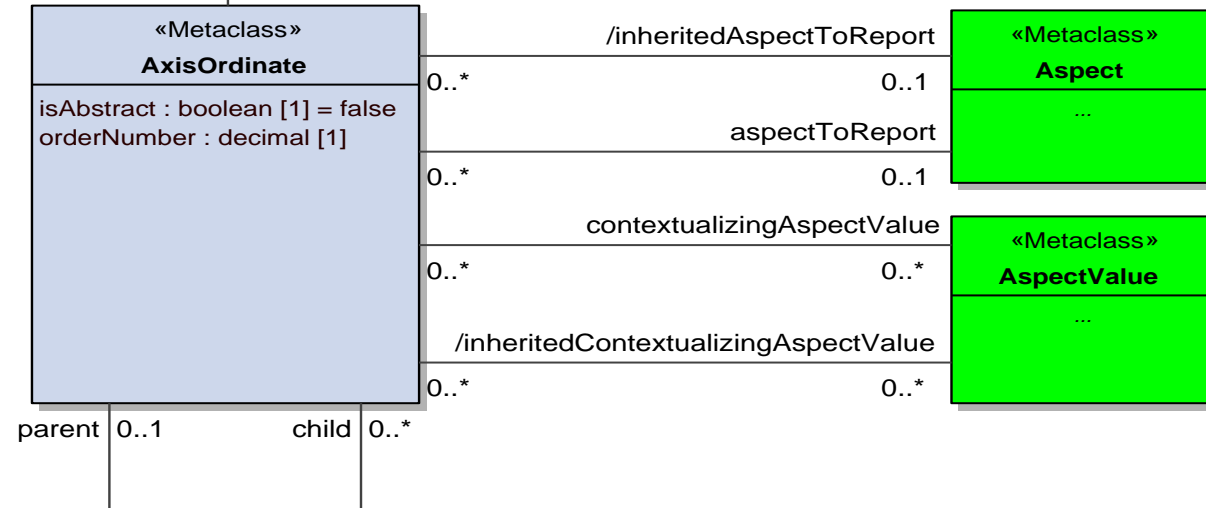 «Metaclass»
AxisOrdinate
isAbstract : boolean [1] = false
orderNumber : decimal [1]
/inheritedAspectToReport
0..* 0..1
aspectToReport
0..* 0..1
contextualizingAspectValue
0..* 0..*
/inheritedContextualizingAspectValue
0..* 0..*
«Metaclass»
Aspect
...
«Metaclass»
AspectValue
...
parent 0..1 child 0..*